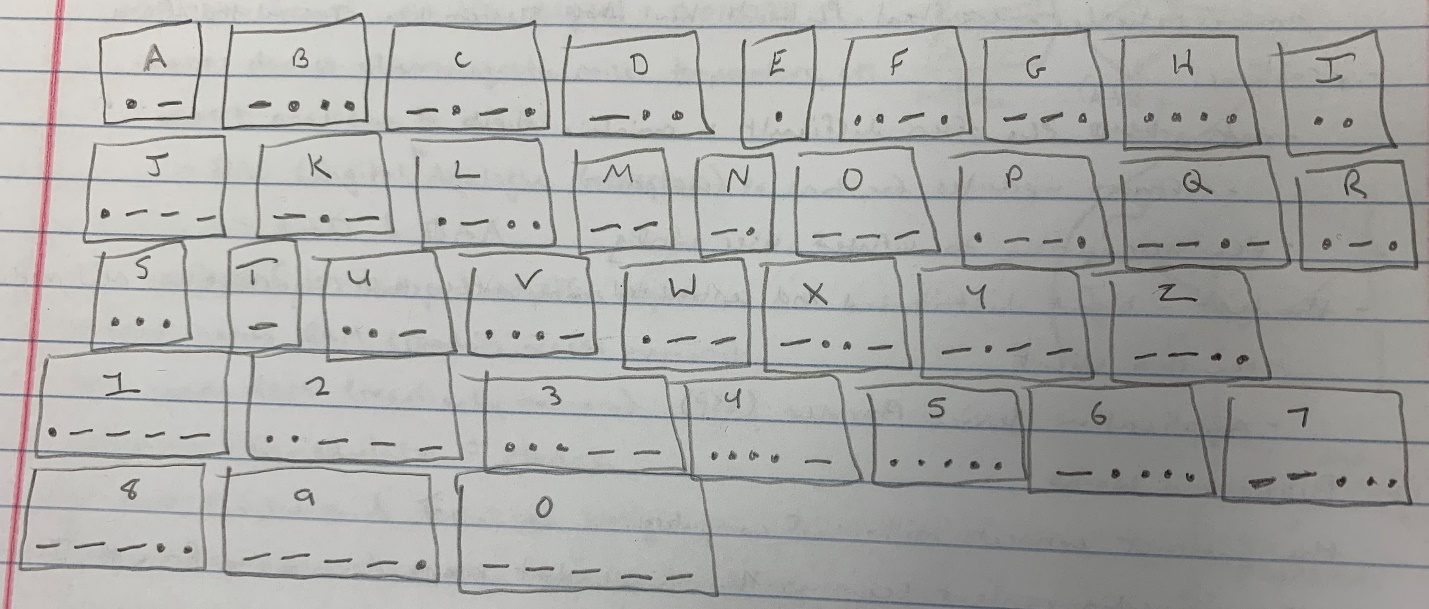 A B C D E F G H I
. _ _ . . . _ . _ . _ . . . . . _ . _ _ . . . . . . .
J K L M N O P Q R
. _ _ _ _ . _ . _ . . _ _ _ . _ _ _ . _ _ . _ _ . _ . _ .
S T U V W X Y Z
. . . _ . . _ . . . _ . _ _ _ . . _ _ . _ _ _ _ . .
1 2 3 4 5 6 7
. _ _ _ _ . . _ _ _ . . . _ _ . . . . _ . . . . . _ . . . . _ _ . . .
8 9 0
_ _ _ . . _ _ _ _ . _ _ _ _ _